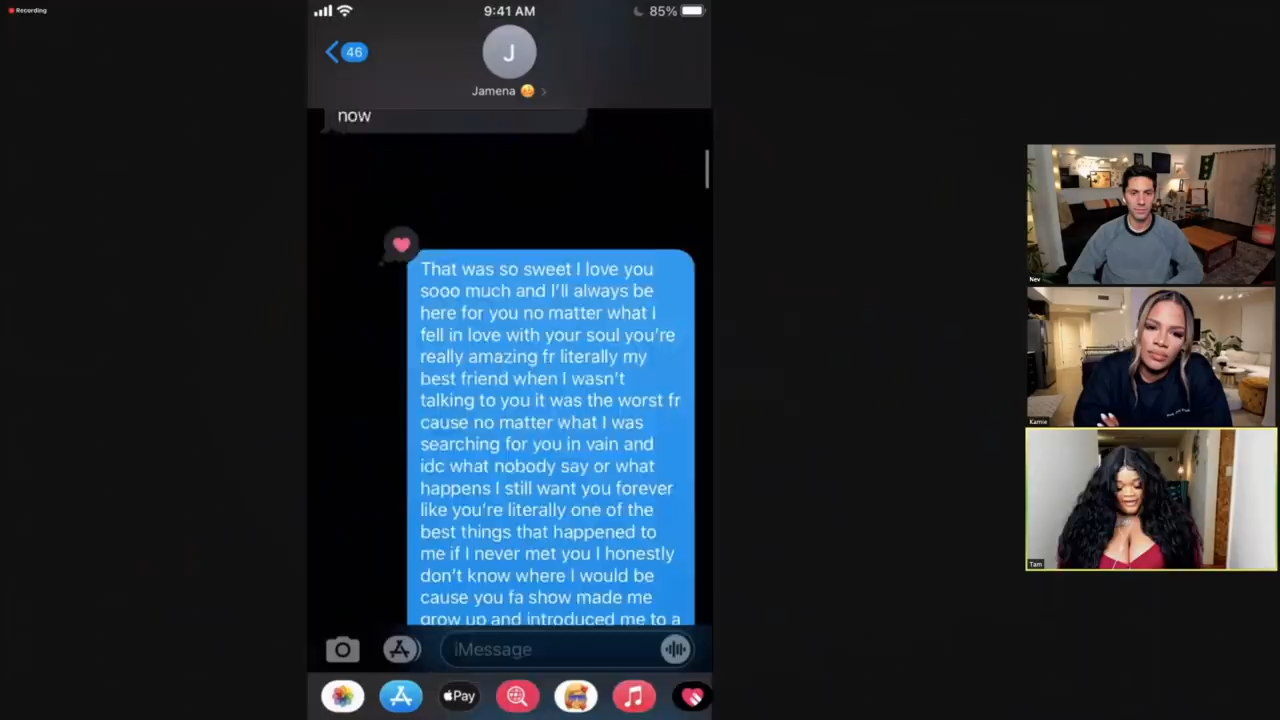 Recording
9:41 AM
85%
46
J
Jamena
now
That was so sweet I love you
sooo much and I'll always be
here for you no matter what I
fell in love with your soul you're
really amazing fr literally my
best friend when I wasn't
talking to you it was the worst fr
cause no matter what I was
searching for you in vain and
idc what nobody say or what
happens I still want you forever
like you're literally one of the
best things that happened to
me if I never met you I honestly
don't know where I would be
cause you fa show made me
grow up and introduced me to a
iMessage
Pay
Nev
Kamie
Tam